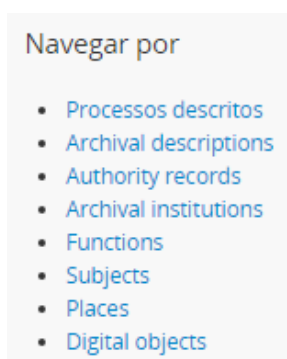 Navegar por
Processos descritos
Archival descriptions
Authority records
Archival institutions
Functions
Subjects
Places
Digital objects